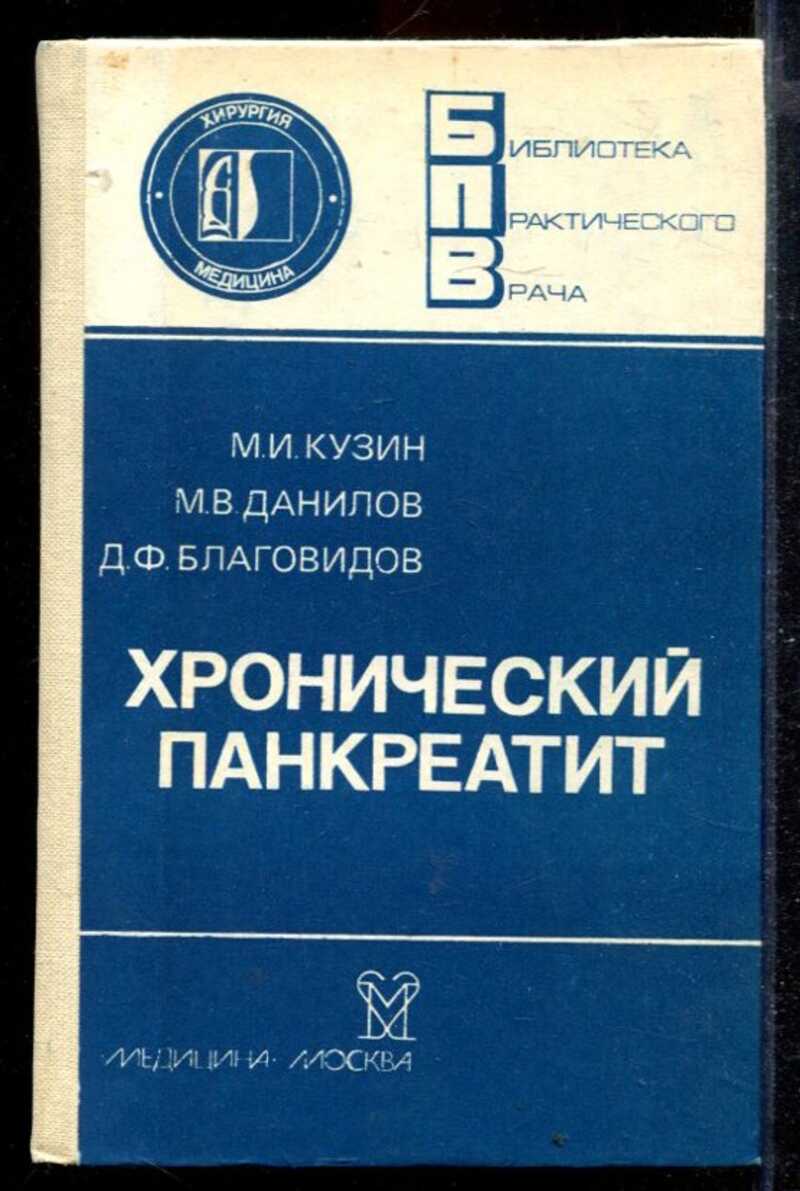 ХИРУРГИЯ
МЕДИЦИНА
БИБЛИОТЕКА
ПРАКТИЧЕСКОГО
ВРАЧА
М.И.КУЗИН
М.В.ДАНИЛОВ
Д.Ф.БЛАГОВИДОВ
ХРОНИЧЕСКИЙ
ПАНКРЕАТИТ
·МЕДИЦИНА· МОСКВА